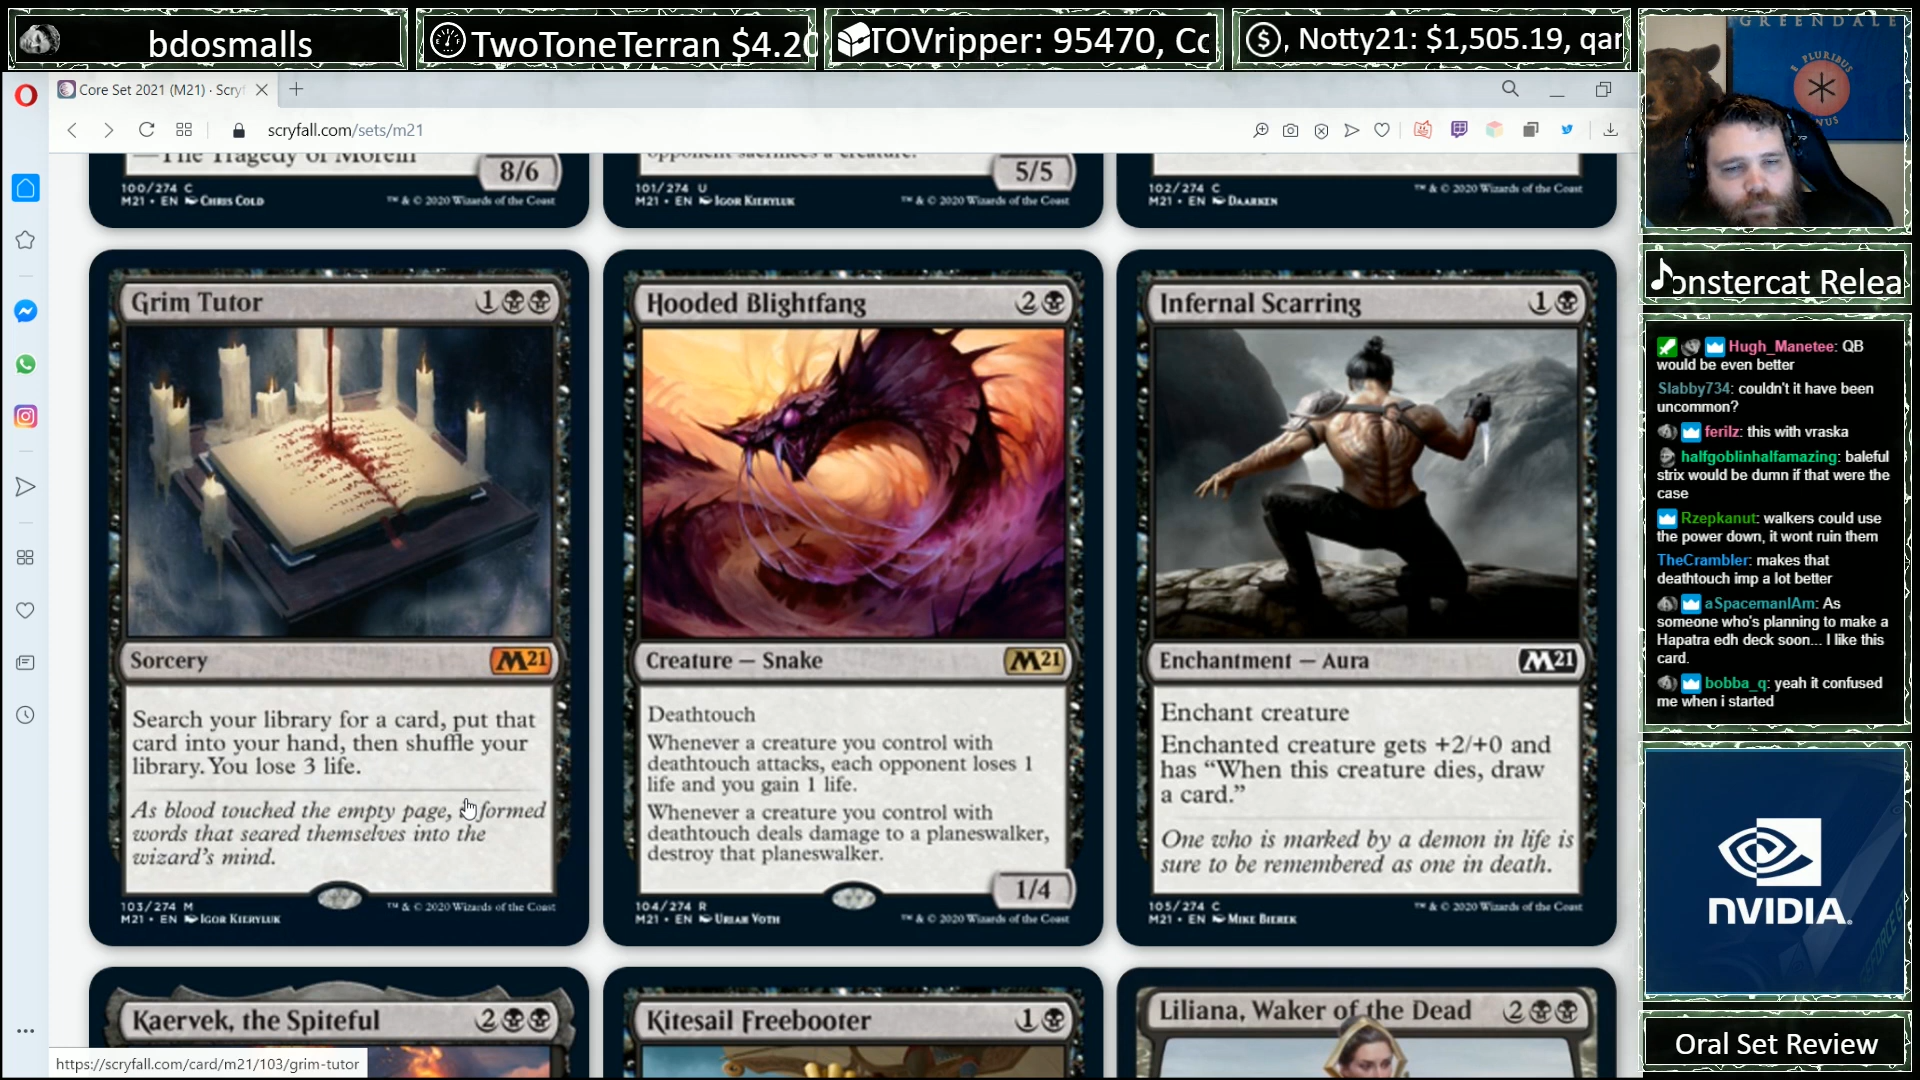 bdosmalls
TwoToneTerran $4.20
TOVripper: 95470, Cc
, Notty21: $1,505.19, qar
GREENDALE
E PLURIBUS
Core Set 2021 (M21) · Scryf
scryfall.com/sets/m21
—The Tragedy of Morein
8/6
100/274 C
M21 • EN Chris Cold
™ & © 2020 Wizards of the Coast
opponent sacrifices a creature.
5/5
101/274 U
M21 • EN Igor Kieryluk
™ & © 2020 Wizards of the Coast
102/274 C
M21 • EN Daarken
™ & © 2020 Wizards of the Coast
Grim Tutor
1
Sorcery
M21
Search your library for a card, put that
card into your hand, then shuffle your
library. You lose 3 life.
As blood touched the empty page, formed
words that seared themselves into the
wizard's mind.
103/274 M
M21 • EN Igor Kieryluk
™ & © 2020 Wizards of the Coast
Hooded Blightfang
2
Creature — Snake
M21
Deathtouch
Whenever a creature you control with
deathtouch attacks, each opponent loses 1
life and you gain 1 life.
Whenever a creature you control with
deathtouch deals damage to a planeswalker,
destroy that planeswalker.
1/4
104/274 R
M21 • EN Uriah Voth
™ & © 2020 Wizards of the Coast
Infernal Scarring
1
Enchantment — Aura
M21
Enchant creature
Enchanted creature gets +2/+0 and
has “When this creature dies, draw
a card.”
One who is marked by a demon in life is
sure to be remembered as one in death.
105/274 C
M21 • EN Mike Bierek
™ & © 2020 Wizards of the Coast
Kaervek, the Spiteful
2
Kitesail Freebooter
1
Liliana, Waker of the Dead
2
https://scryfall.com/card/m21/103/grim-tutor
onstercat Relea
Hugh_Manetee: QB
would be even better
Slabby734: couldn't it have been
uncommon?
ferilz: this with vraska
halfgoblinhalfamazing: baleful
strix would be dumn if that were the
case
Rzepkanut: walkers could use
the power down, it wont ruin them
TheCrambler: makes that
deathtouch imp a lot better
aSpacemanIAm: As
someone who's planning to make a
Hapatra edh deck soon... I like this
card.
bobba_q: yeah it confused
me when i started
NVIDIA.
Oral Set Review